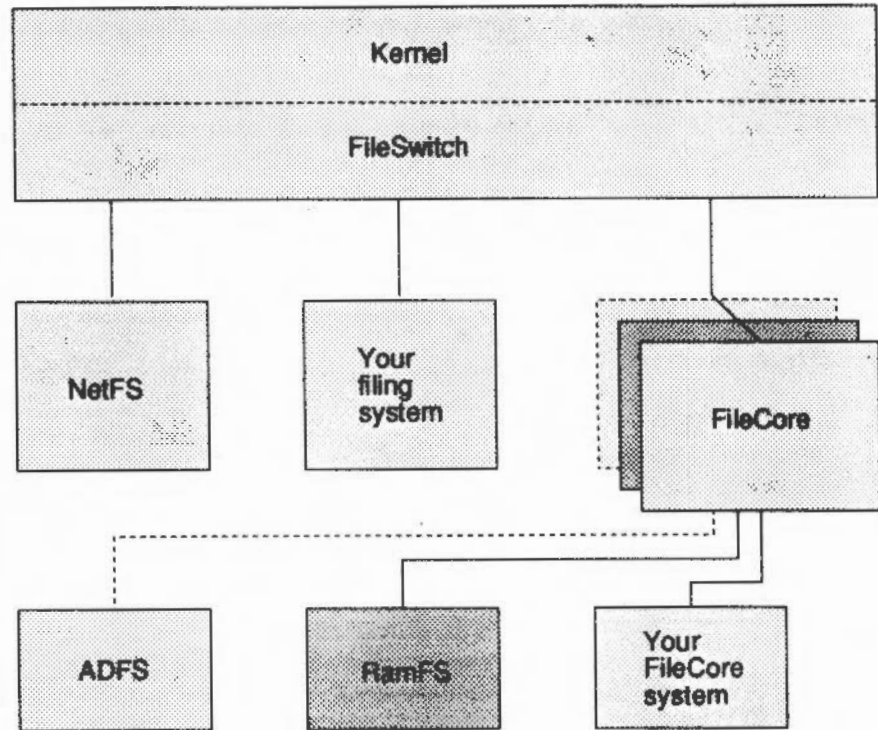 Kernel
FileSwitch
NetFS
Your
filing
system
FileCore
ADFS
RamFS
Your
FileCore
system